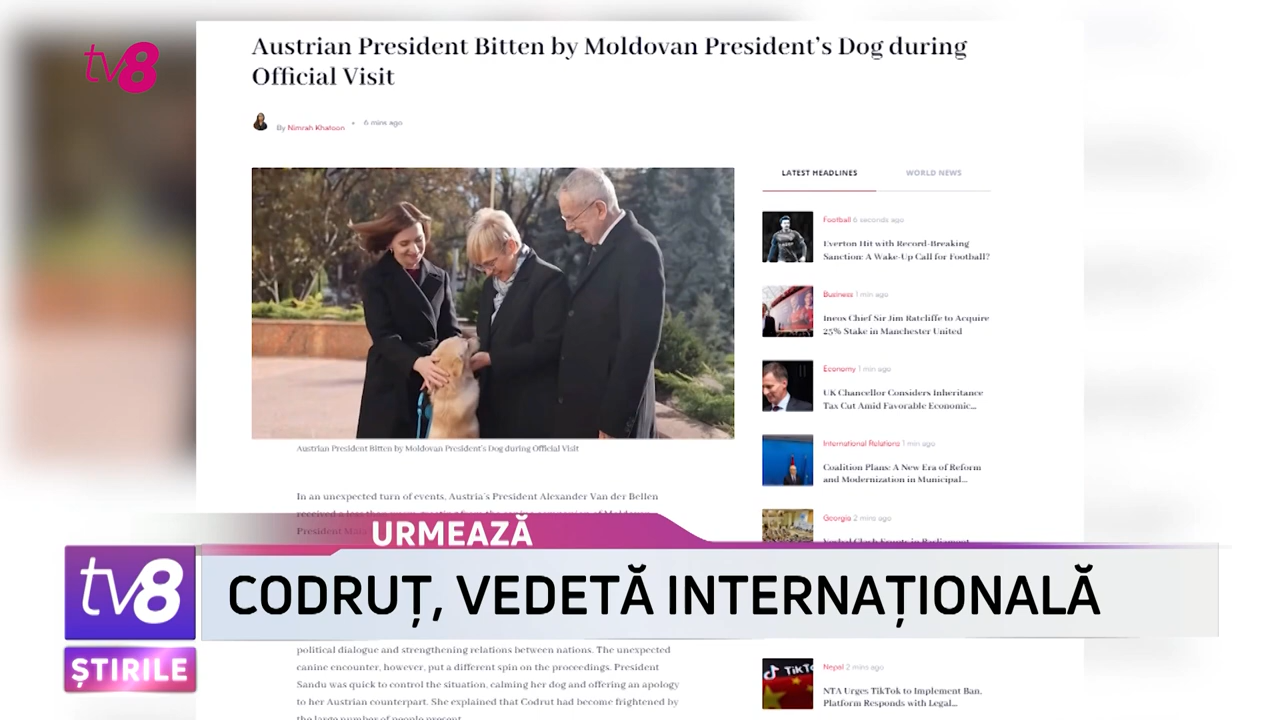 tv8
Austrian President Bitten by Moldovan President's Dog during
Official Visit
By Nimrah Khatoon • 6 mins ago
LATEST HEADLINES
WORLD NEWS
Football 6 seconds ago
Everton Hit with Record-Breaking
Sanction: A Wake-Up Call for Football?
Business 1 min ago
Ineos Chief Sir Jim Ratcliffe to Acquire
25% Stake in Manchester United
Economy 1 min ago
UK Chancellor Considers Inheritance
Tax Cut Amid Favorable Economic...
International Relations 1 min ago
Coalition Plans: A New Era of Reform
and Modernization in Municipal...
Georgia 2 mins ago
Austrian President Bitten by Moldovan President's Dog during Official Visit
In an unexpected turn of events, Austria's President Alexander Van der Bellen
President
URMEAZĂ
tv8
CODRUȚ, VEDETĂ INTERNAȚIONALĂ
ȘTIRILE
political dialogue and strengthening relations between nations. The unexpected
canine encounter, however, put a different spin on the proceedings. President
Sandu was quick to control the situation, calming her dog and offering an apology
to her Austrian counterpart. She explained that Codrut had become frightened by
the large number of people present.
TikTo
Nepal 2 mins ago
NTA Urges TikTok to Implement Ban,
Platform Responds with Legal...